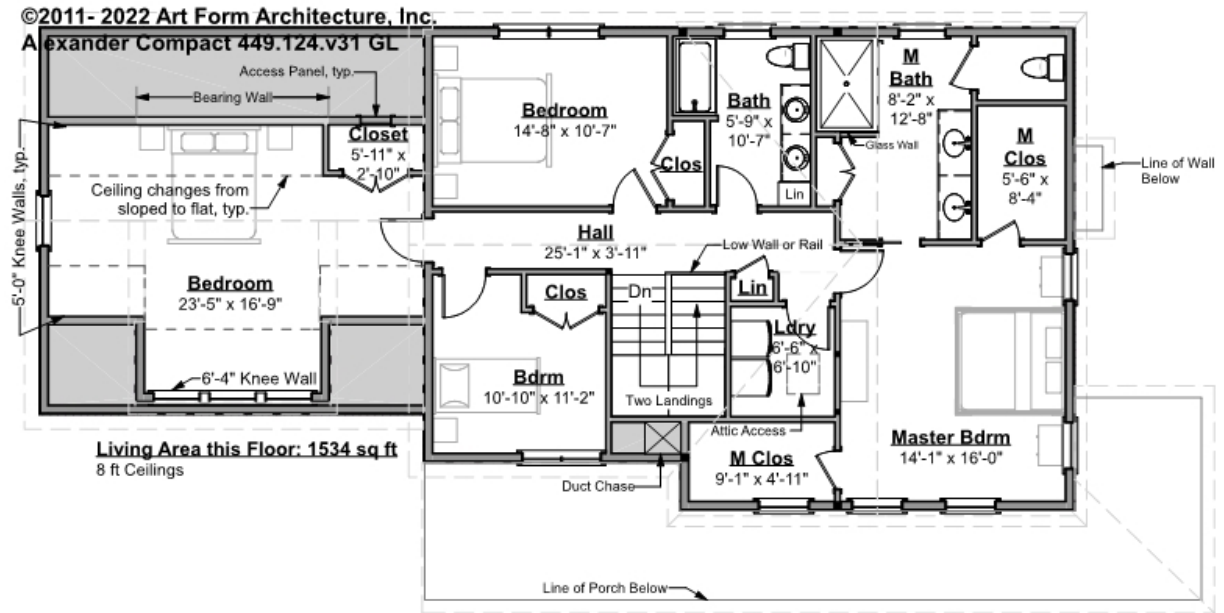 ©2011- 2022 Art Form Architecture, Inc.
Alexander Compact 449.124.v31 GL
Access Panel, typ.
Bearing Wall
Closet
5'-11" x
2'-10"
Ceiling changes from
sloped to flat, typ.
5'-0" Knee Walls, typ.
Bedroom
23'-5" x 16'-9"
6'-4" Knee Wall
Living Area this Floor: 1534 sq ft
8 ft Ceilings
Bedroom
14'-8" x 10'-7"
Clos
Bath
5'-9" x
10'-7"
Lin
M
Bath
8'-2" x
12'-8"
Glass Wall
M
Clos
5'-6" x
8'-4"
Line of Wall
Below
Hall
25'-1" x 3'-11"
Low Wall or Rail
Clos
Dn
Lin
Ldry
6'-6" x
6'-10"
Bdrm
10'-10" x 11'-2"
Two Landings
Attic Access
Duct Chase
M Clos
9'-1" x 4'-11"
Master Bdrm
14'-1" x 16'-0"
Line of Porch Below